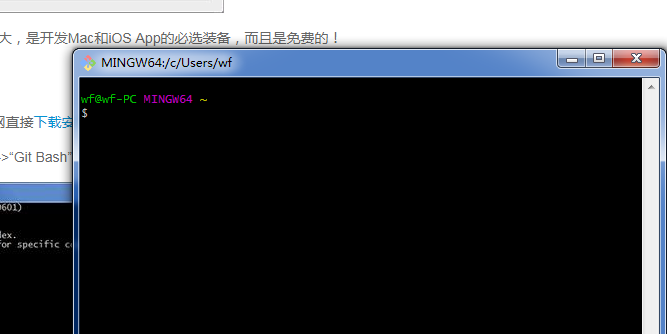 大，是开发Mac和iOS App的必选装备，而且是免费的！
MINGW64:/c/Users/wf
wf@wf-PC MINGW64 ~
$
网直接下载安
>“Git Bash”
0601)
dex.
for specific co